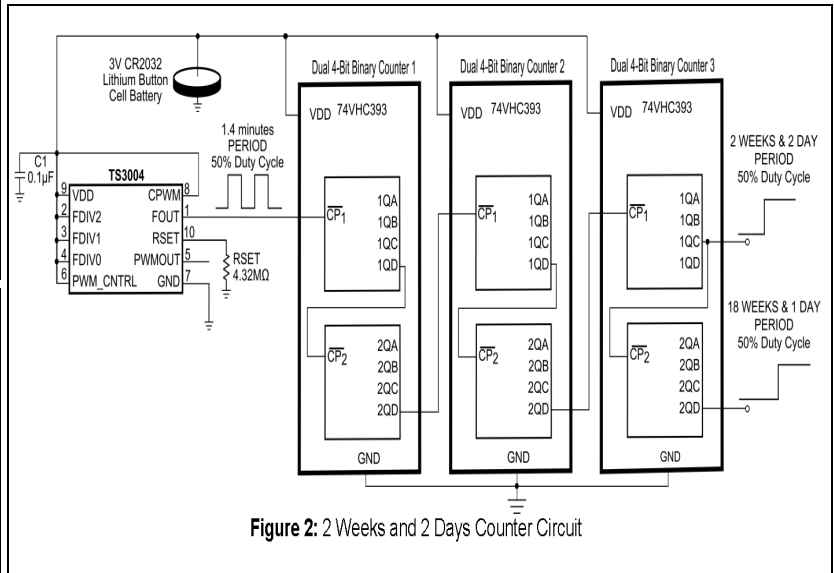 3V CR2032
Lithium Button
Cell Battery
Dual 4-Bit Binary Counter 1
Dual 4-Bit Binary Counter 2
Dual 4-Bit Binary Counter 3
VDD 74VHC393
VDD 74VHC393
VDD 74VHC393
1.4 minutes
PERIOD
50% Duty Cycle
2 WEEKS & 2 DAY
PERIOD
50% Duty Cycle
C1
0.1µF
TS3004
9 VDD CPWM 8
2 FDIV2 FOUT 1
3 FDIV1 RSET 10
4 FDIV0 PWMOUT 5
6 PWM_CNTRL GND 7
RSET
4.32MΩ
CP1
1QA
1QB
1QC
1QD
CP2
2QA
2QB
2QC
2QD
GND
CP1
1QA
1QB
1QC
1QD
CP2
2QA
2QB
2QC
2QD
GND
CP1
1QA
1QB
1QC
1QD
CP2
2QA
2QB
2QC
2QD
GND
18 WEEKS & 1 DAY
PERIOD
50% Duty Cycle
Figure 2: 2 Weeks and 2 Days Counter Circuit